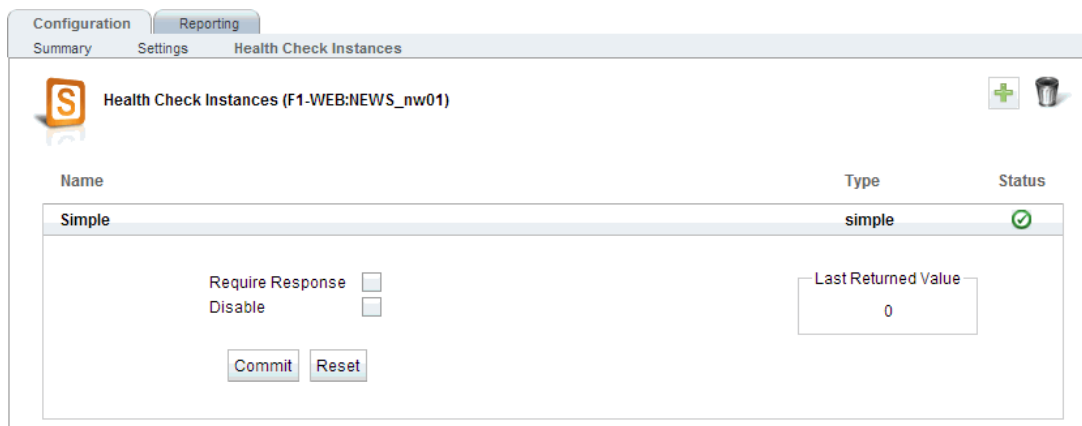 Configuration Reporting
Summary Settings Health Check Instances
S
Health Check Instances (F1-WEB:NEWS_nw01)
Name Type Status
Simple simple
Require Response
Disable
Last Returned Value
0
Commit Reset